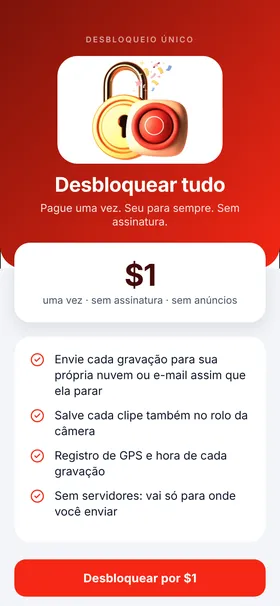 DESBLOQUEIO ÚNICO
Desbloquear tudo
Pague uma vez. Seu para sempre. Sem
assinatura.
$1
uma vez · sem assinatura · sem anúncios
Envie cada gravação para sua
própria nuvem ou e-mail assim que
ela parar
Salve cada clipe também no rolo da
câmera
Registro de GPS e hora de cada
gravação
Sem servidores: vai só para onde
você enviar
Desbloquear por $1